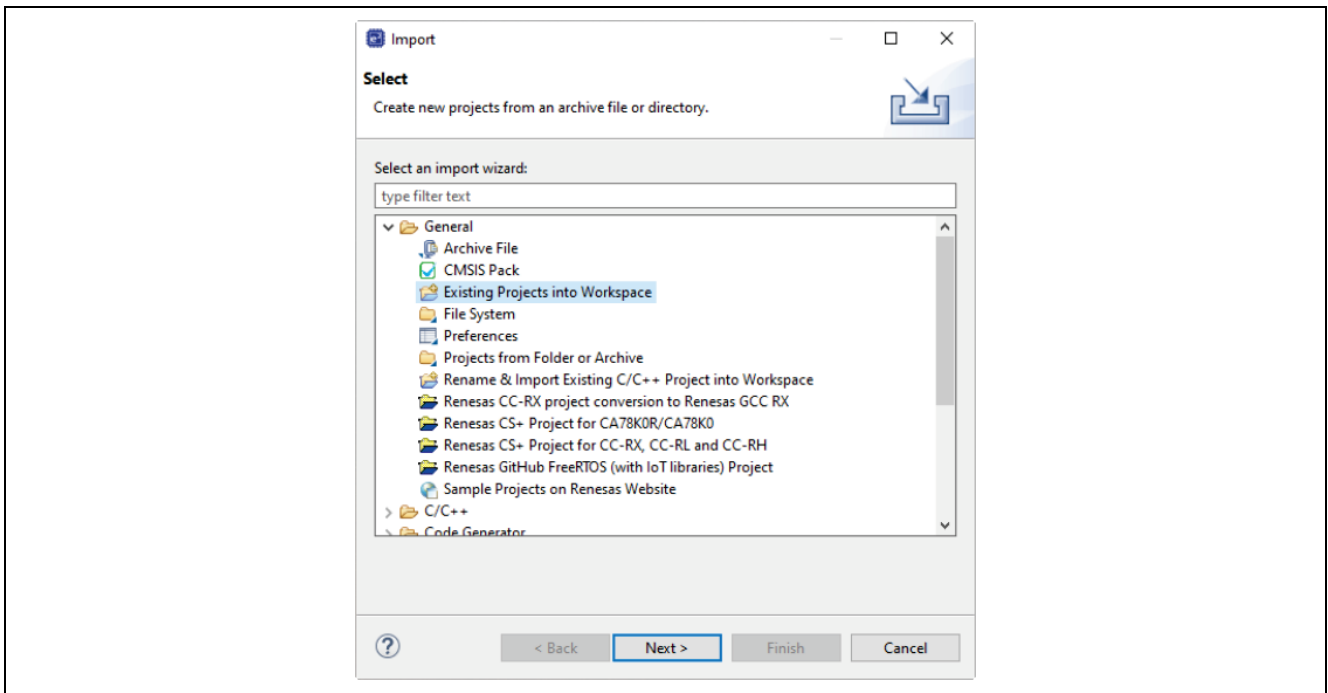 Import
Select
Create new projects from an archive file or directory.
Select an import wizard:
type filter text
General
Archive File
CMSIS Pack
Existing Projects into Workspace
File System
Preferences
Projects from Folder or Archive
Rename & Import Existing C/C++ Project into Workspace
Renesas CC-RX project conversion to Renesas GCC RX
Renesas CS+ Project for CA78K0R/CA78K0
Renesas CS+ Project for CC-RX, CC-RL and CC-RH
Renesas GitHub FreeRTOS (with IoT libraries) Project
Sample Projects on Renesas Website
C/C++
Code Generator
? < Back Next > Finish Cancel